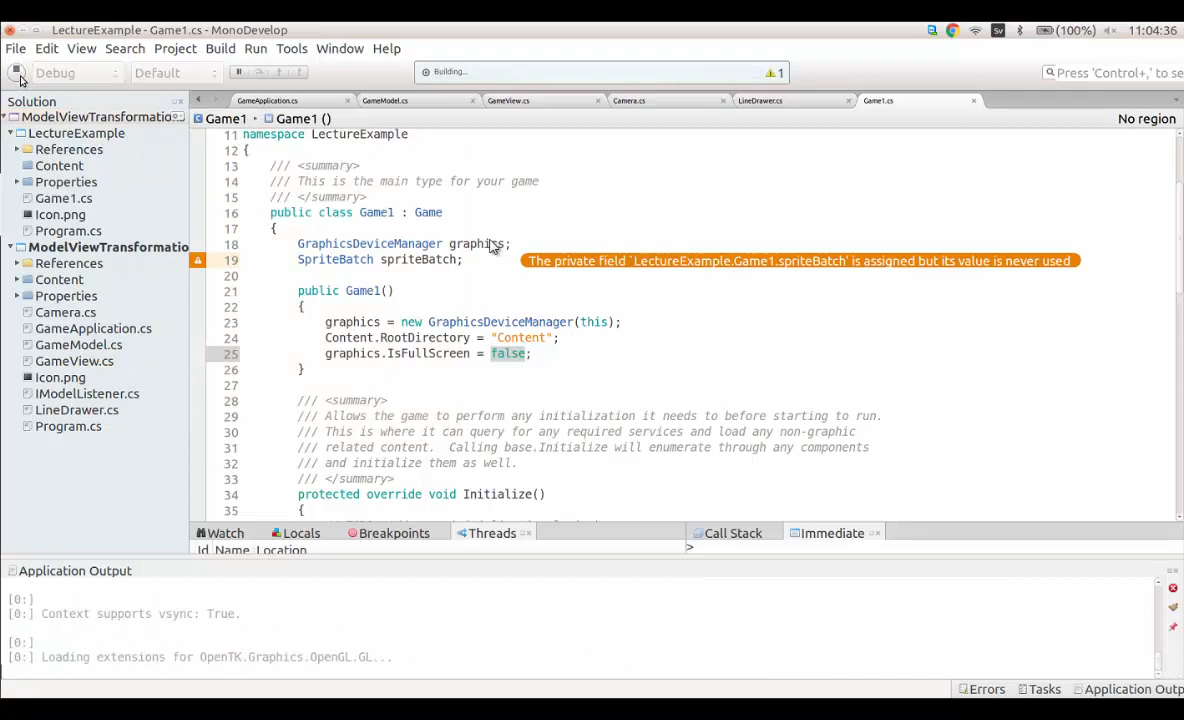 LectureExample - Game1.cs - MonoDevelop
Sv
(100%)
11:04:36
File Edit View Search Project Build Run Tools Window Help
Debug
Default
Building...
1
Press 'Control+,' to se
Solution
ModelViewTransformatio
LectureExample
References
Content
Properties
Game1.cs
Icon.png
Program.cs
ModelViewTransformatio
References
Content
Properties
Camera.cs
GameApplication.cs
GameModel.cs
GameView.cs
Icon.png
IModelListener.cs
LineDrawer.cs
Program.cs
GameApplication.cs GameModel.cs GameView.cs Camera.cs LineDrawer.cs Game1.cs
Game1 Game1 ()
No region
11 namespace LectureExample
12 {
13 /// <summary>
14 /// This is the main type for your game
15 /// </summary>
16 public class Game1 : Game
17 {
18 GraphicsDeviceManager graphics;
19 SpriteBatch spriteBatch;
The private field `LectureExample.Game1.spriteBatch' is assigned but its value is never used
20
21 public Game1()
22 {
23 graphics = new GraphicsDeviceManager(this);
24 Content.RootDirectory = "Content";
25 graphics.IsFullScreen = false;
26 }
27
28 /// <summary>
29 /// Allows the game to perform any initialization it needs to before starting to run.
30 /// This is where it can query for any required services and load any non-graphic
31 /// related content.  Calling base.Initialize will enumerate through any components
32 /// and initialize them as well.
33 /// </summary>
34 protected override void Initialize()
35 {
Watch Locals Breakpoints Threads
Id Name Location
Call Stack Immediate
>
Application Output
[0:]
[0:] Context supports vsync: True.
[0:]
[0:] Loading extensions for OpenTK.Graphics.OpenGL.GL...
Errors Tasks Application Outp